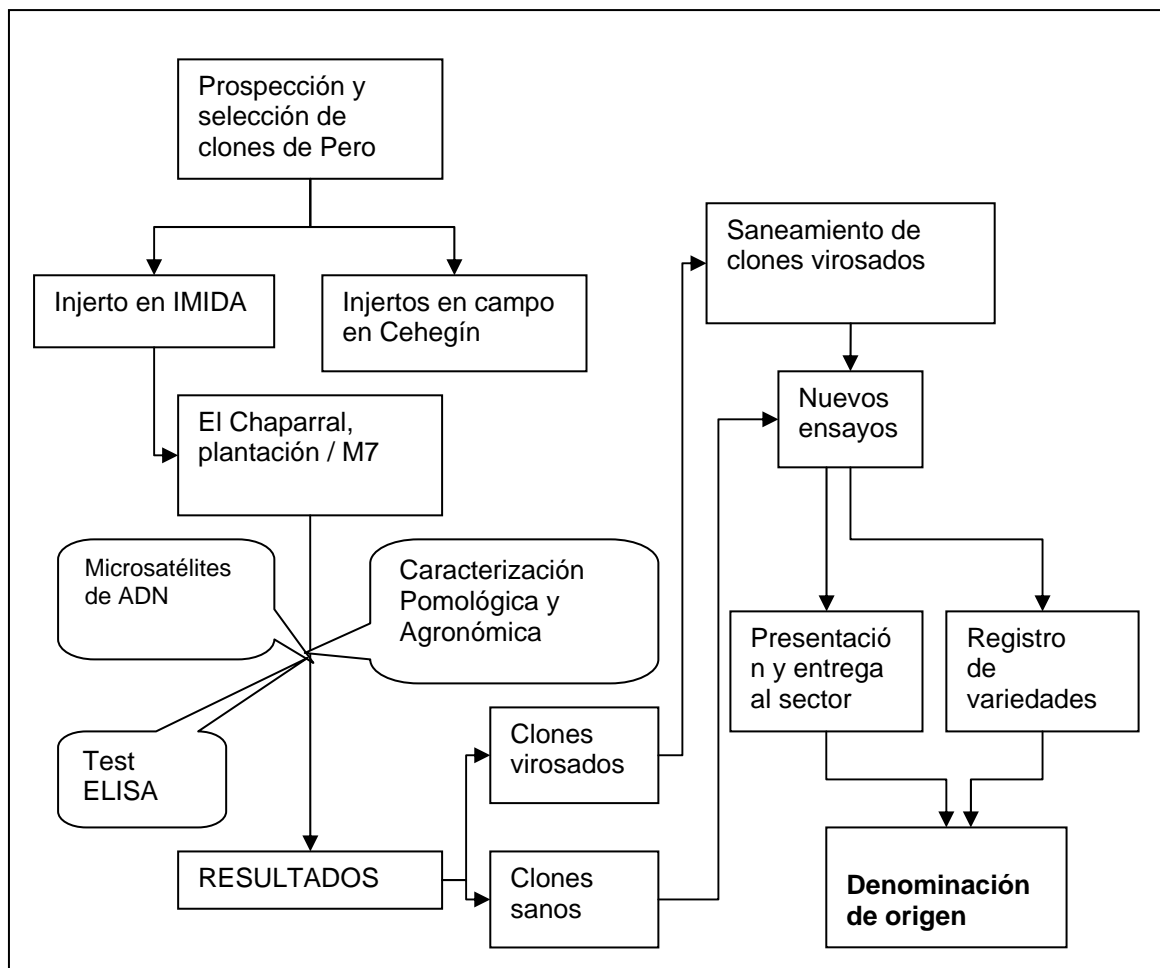 Prospección y
selección de
clones de Pero
Injerto en IMIDA
Injertos en campo
en Cehegín
El Chaparral,
plantación / M7
Microsatélites
de ADN
Caracterización
Pomológica y
Agronómica
Test
ELISA
RESULTADOS
Clones
virosados
Clones
sanos
Saneamiento de
clones virosados
Nuevos
ensayos
Presentació
n y entrega
al sector
Registro
de
variedades
Denominación
de origen